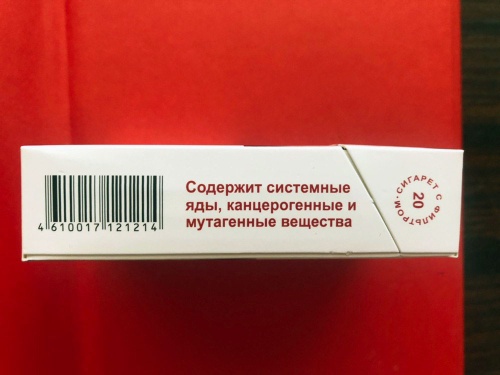 Содержит системные
яды, канцерогенные и
мутагенные вещества
4 610017 121214
СИГАРЕТ С ФИЛЬТРОМ •
20